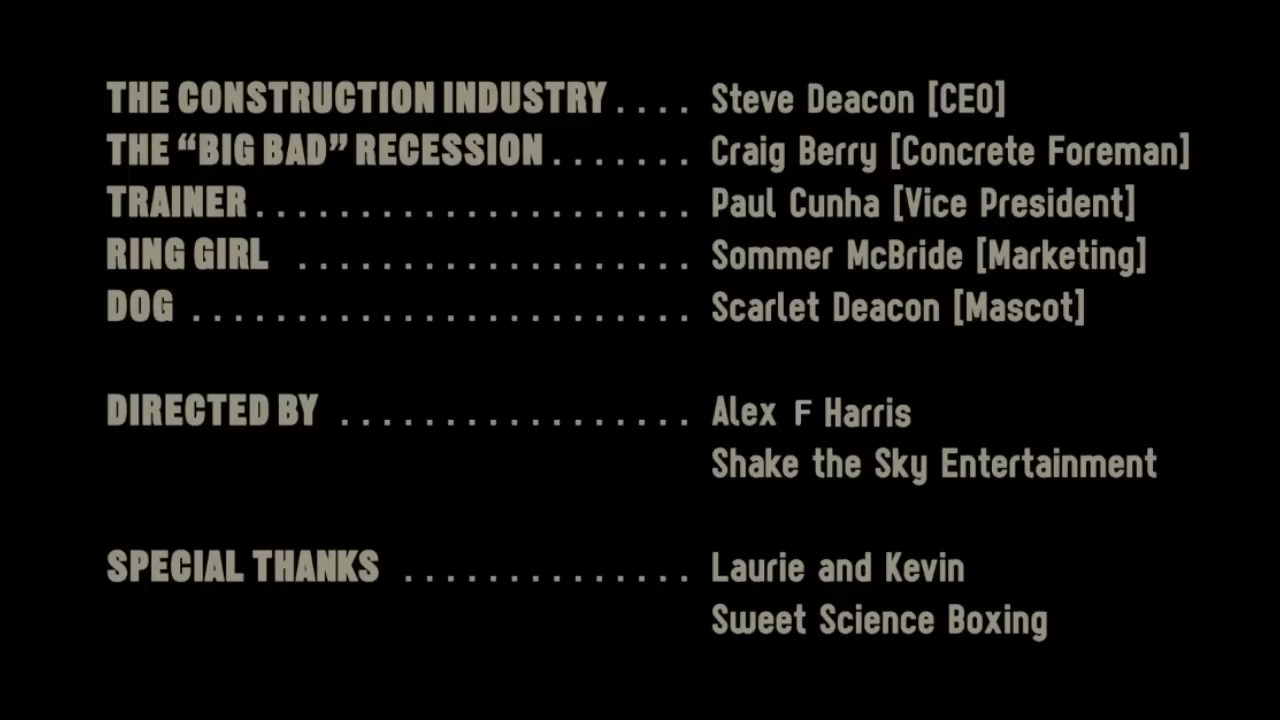 THE CONSTRUCTION INDUSTRY . . . . Steve Deacon [CEO]
THE “BIG BAD” RECESSION . . . . . . . Craig Berry [Concrete Foreman]
TRAINER . . . . . . . . . . . . . . . . . . . . . Paul Cunha [Vice President]
RING GIRL . . . . . . . . . . . . . . . . . . . Sommer McBride [Marketing]
DOG . . . . . . . . . . . . . . . . . . . . . . . . Scarlet Deacon [Mascot]
DIRECTED BY . . . . . . . . . . . . . . . . . Alex F Harris
Shake the Sky Entertainment
SPECIAL THANKS . . . . . . . . . . . . . . Laurie and Kevin
Sweet Science Boxing